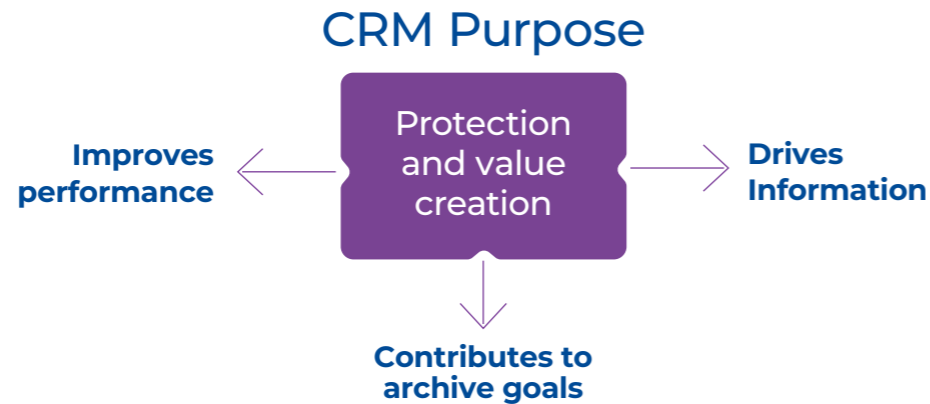 CRM Purpose
Protection
and value
creation
Improves
performance
Drives
Information
Contributes to
archive goals